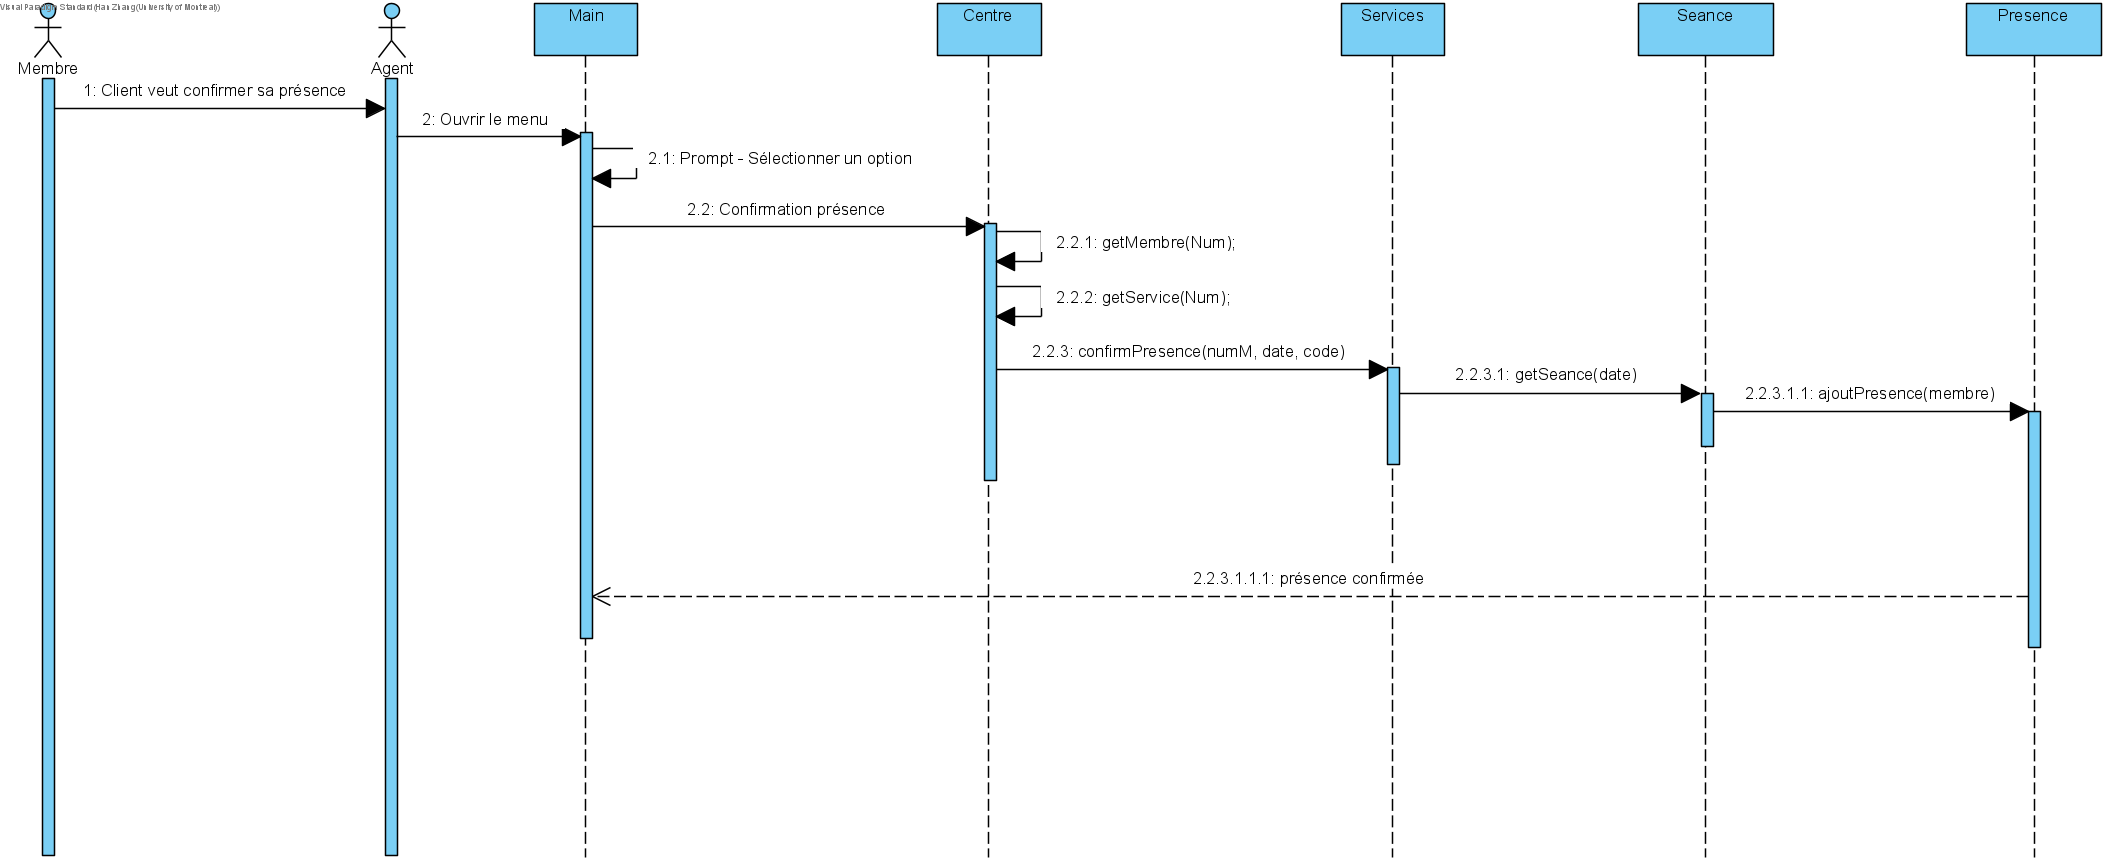 Visual Paradigm Standard(Han Zhang(University of Montreal))
Membre
Agent
Main
Centre
Services
Seance
Presence
1: Client veut confirmer sa présence
2: Ouvrir le menu
2.1: Prompt - Sélectionner un option
2.2: Confirmation présence
2.2.1: getMembre(Num);
2.2.2: getService(Num);
2.2.3: confirmPresence(numM, date, code)
2.2.3.1: getSeance(date)
2.2.3.1.1: ajoutPresence(membre)
2.2.3.1.1.1: présence confirmée